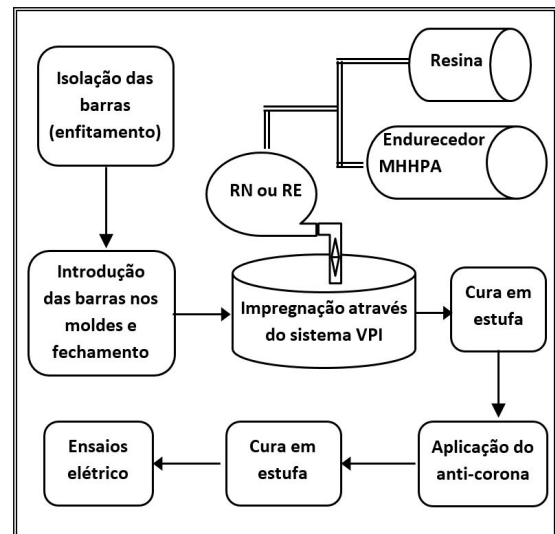 Isolação das
barras
(enfitamento)
Resina
Endurecedor
MHHPA
RN ou RE
Introdução
das barras nos
moldes e
fechamento
Impregnação através
do sistema VPI
Cura em
estufa
Aplicação do
anti-corona
Cura em
estufa
Ensaios
elétrico